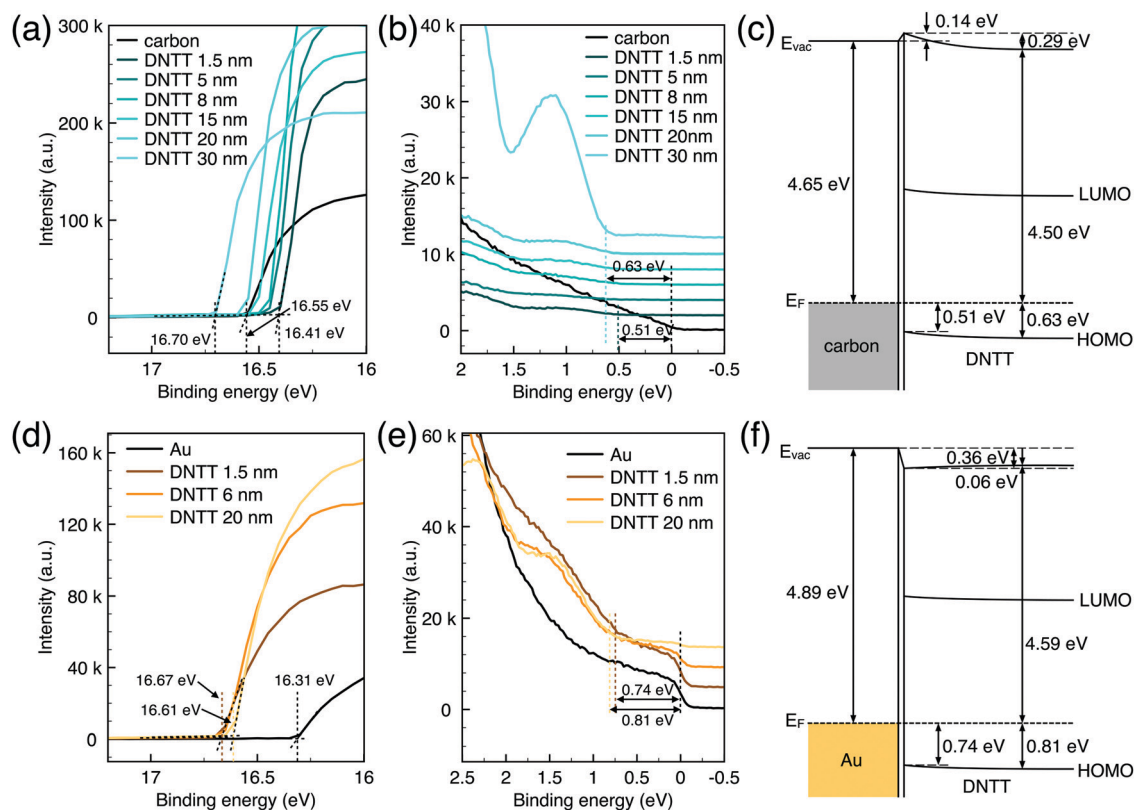 (a)
300 k
200 k
100 k
0
Intensity (a.u.)
carbon
DNTT 1.5 nm
DNTT 5 nm
DNTT 8 nm
DNTT 15 nm
DNTT 20 nm
DNTT 30 nm
16.55 eV
16.70 eV
16.41 eV
17
16.5
16
Binding energy (eV)
(b)
40 k
30 k
20 k
10 k
0
Intensity (a.u.)
carbon
DNTT 1.5 nm
DNTT 5 nm
DNTT 8 nm
DNTT 15 nm
DNTT 20nm
DNTT 30 nm
0.63 eV
0.51 eV
2
1.5
1
0.5
0
-0.5
Binding energy (eV)
(c)
0.14 eV
Evac
0.29 eV
4.65 eV
LUMO
4.50 eV
EF
0.51 eV
0.63 eV
carbon
HOMO
DNTT
(d)
160 k
120 k
80 k
40 k
0
Intensity (a.u.)
Au
DNTT 1.5 nm
DNTT 6 nm
DNTT 20 nm
16.67 eV
16.31 eV
16.61 eV
17
16.5
16
Binding energy (eV)
(e)
60 k
40 k
20 k
0
Intensity (a.u.)
Au
DNTT 1.5 nm
DNTT 6 nm
DNTT 20 nm
0.74 eV
0.81 eV
2.5
2
1.5
1
0.5
0
-0.5
Binding energy (eV)
(f)
Evac
0.36 eV
0.06 eV
4.89 eV
LUMO
4.59 eV
EF
0.74 eV
0.81 eV
Au
HOMO
DNTT